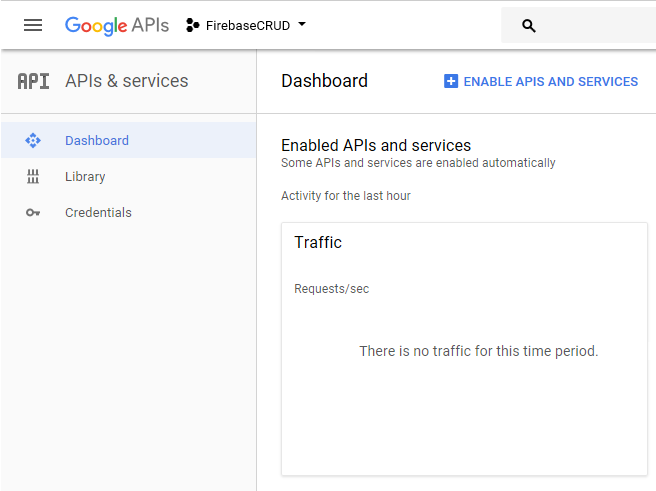 Google APIs FirebaseCRUD
API APIs & services
Dashboard
Library
Credentials
Dashboard ENABLE APIS AND SERVICES
Enabled APIs and services
Some APIs and services are enabled automatically
Activity for the last hour
Traffic
Requests/sec
There is no traffic for this time period.